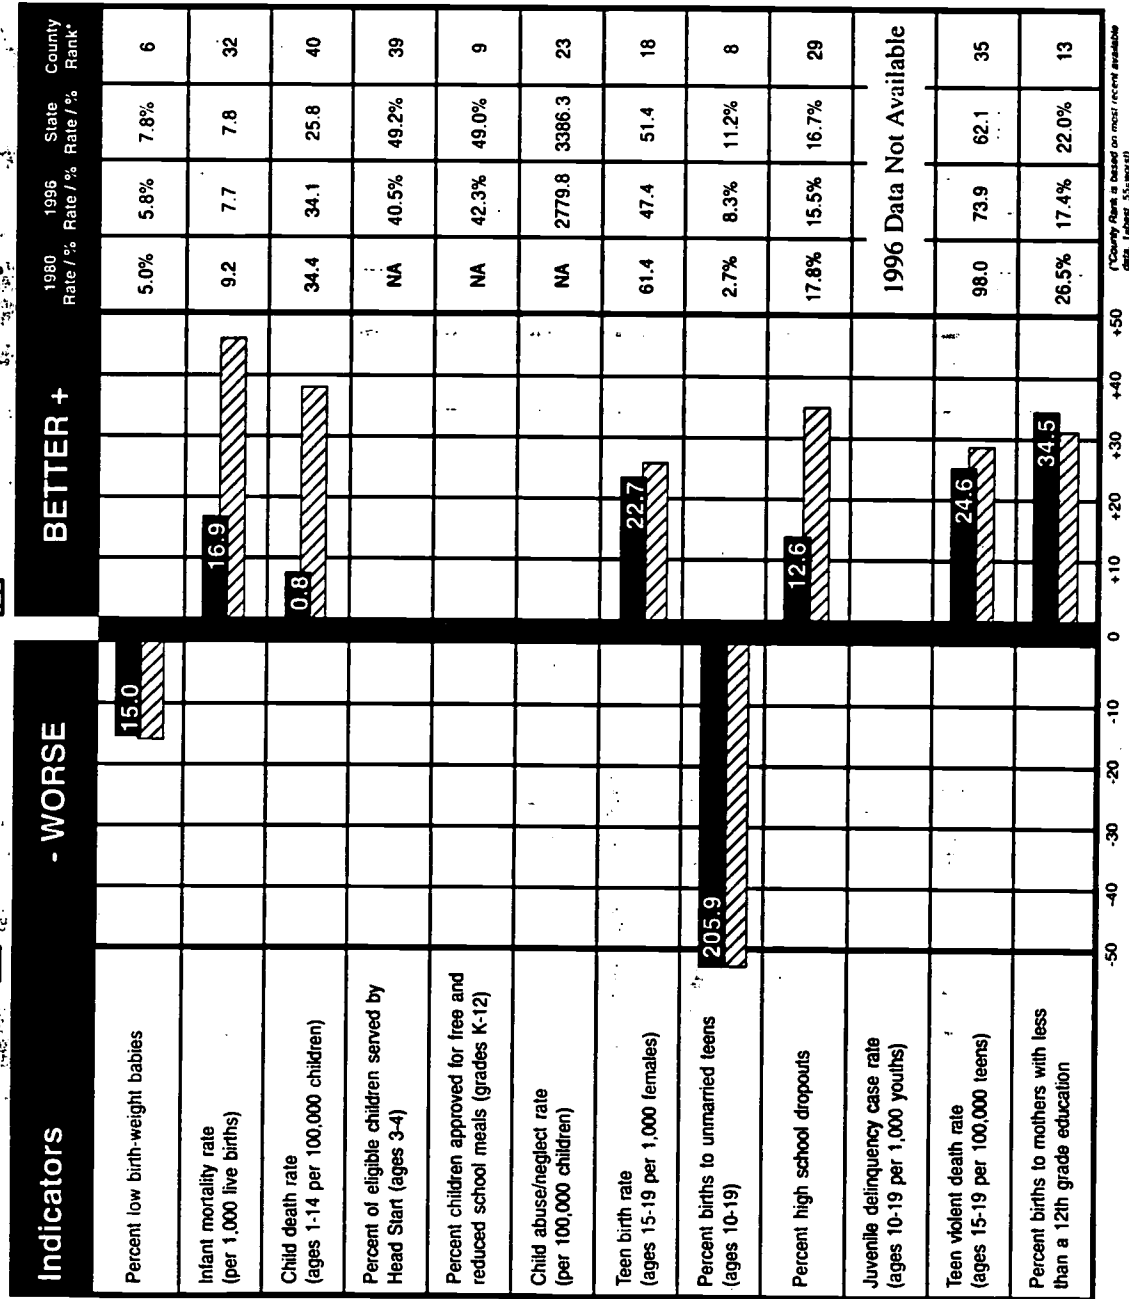 Indicators
- WORSE
BETTER +
1980
Rate / %
1996
Rate / %
State
Rate / %
County
Rank*
Percent low birth-weight babies
15.0
5.0%
5.8%
7.8%
6
Infant mortality rate
(per 1,000 live births)
16.9
9.2
7.7
7.8
32
Child death rate
(ages 1-14 per 100,000 children)
0.8
34.4
34.1
25.8
40
Percent of eligible children served by
Head Start (ages 3-4)
NA
40.5%
49.2%
39
Percent children approved for free and
reduced school meals (grades K-12)
NA
42.3%
49.0%
9
Child abuse/neglect rate
(per 100,000 children)
NA
2779.8
3386.3
23
Teen birth rate
(ages 15-19 per 1,000 females)
22.7
61.4
47.4
51.4
18
Percent births to unmarried teens
(ages 10-19)
205.9
2.7%
8.3%
11.2%
8
Percent high school dropouts
12.6
17.8%
15.5%
16.7%
29
Juvenile delinquency case rate
(ages 10-19 per 1,000 youths)
1996 Data Not Available
Teen violent death rate
(ages 15-19 per 100,000 teens)
24.6
98.0
73.9
62.1
35
Percent births to mothers with less
than a 12th grade education
34.5
26.5%
17.4%
22.0%
13
-50
-40
-30
-20
-10
0
+10
+20
+30
+40
+50
(*County Rank is based on most recent available
data. 1=best, 55=worst)